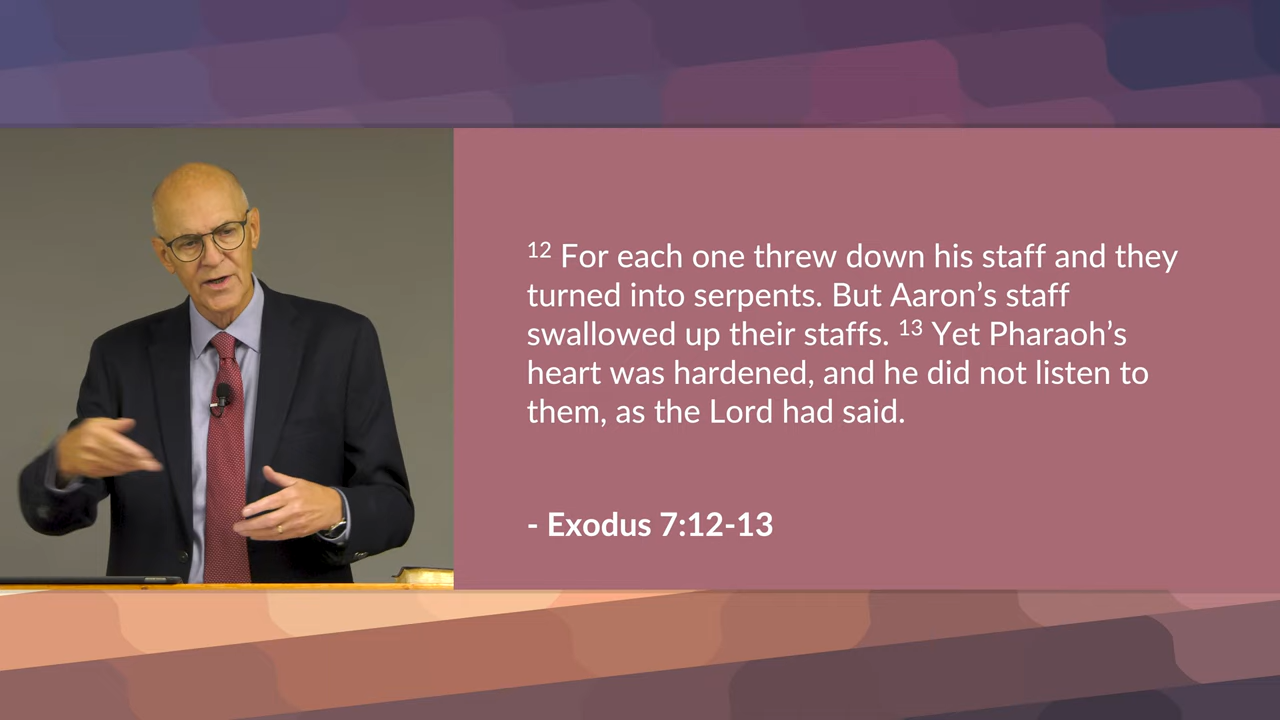 12 For each one threw down his staff and they
turned into serpents. But Aaron’s staff
swallowed up their staffs. 13 Yet Pharaoh’s
heart was hardened, and he did not listen to
them, as the Lord had said.
- Exodus 7:12-13